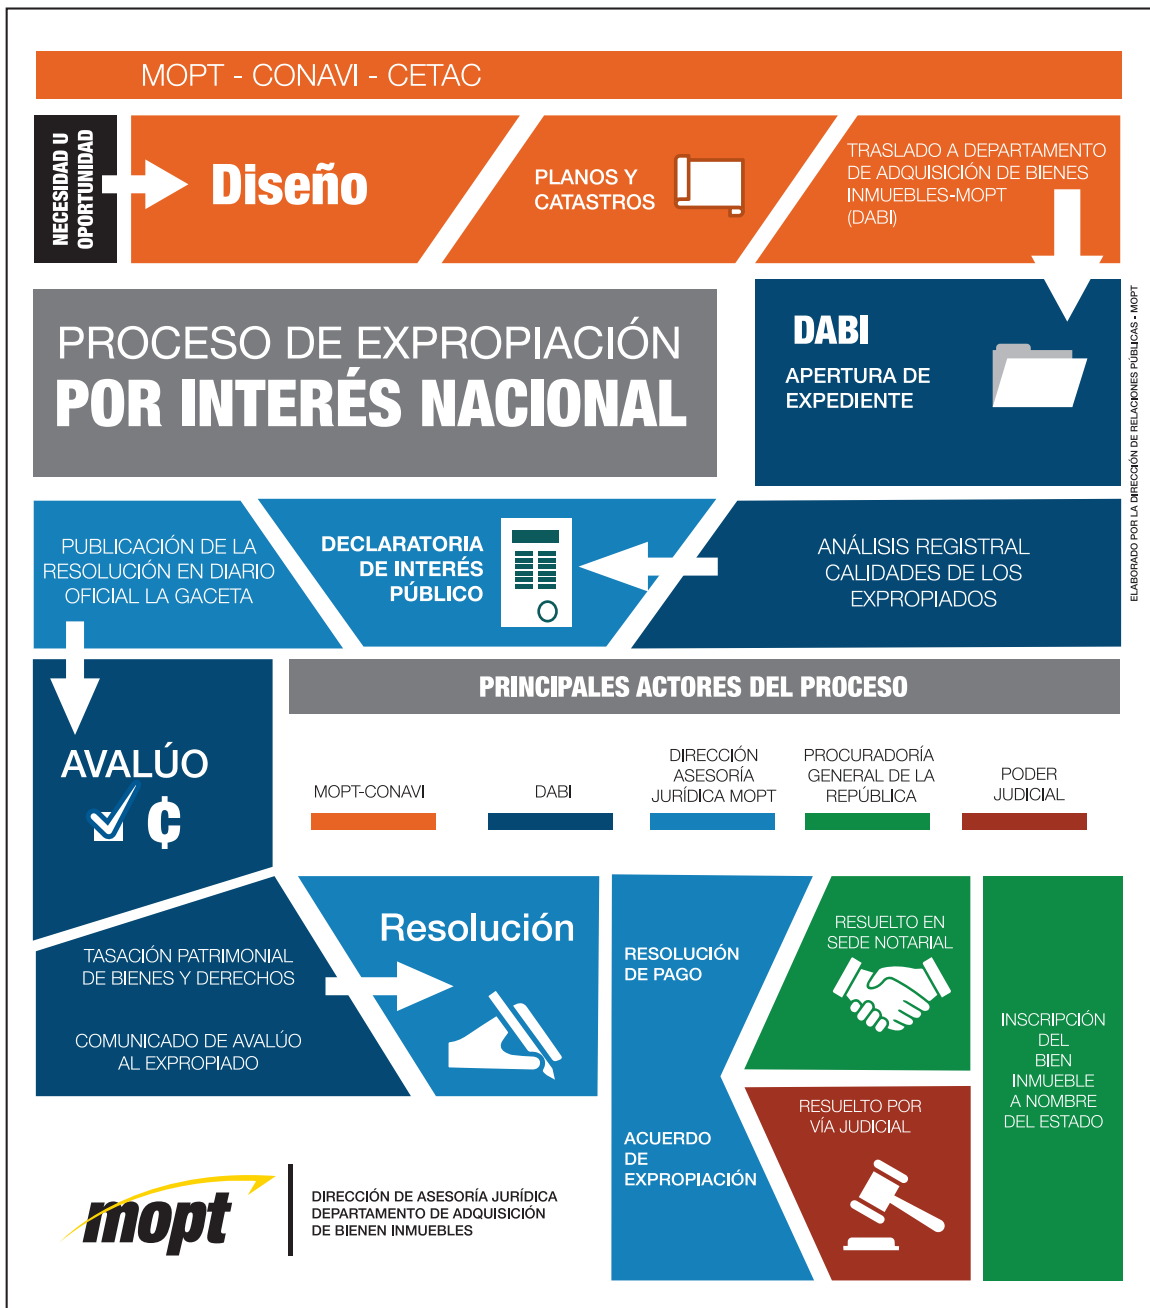 MOPT - CONAVI - CETAC
NECESIDAD U
OPORTUNIDAD
Diseño
PLANOS Y
CATASTROS
TRASLADO A DEPARTAMENTO
DE ADQUISICIÓN DE BIENES
INMUEBLES-MOPT
(DABI)
PROCESO DE EXPROPIACIÓN
POR INTERÉS NACIONAL
DABI
APERTURA DE
EXPEDIENTE
ELABORADO POR LA DIRECCIÓN DE RELACIONES PÚBLICAS - MOPT
ANÁLISIS REGISTRAL
CALIDADES DE LOS
EXPROPIADOS
DECLARATORIA
DE INTERÉS
PÚBLICO
PUBLICACIÓN DE LA
RESOLUCIÓN EN DIARIO
OFICIAL LA GACETA
AVALÚO
¢
PRINCIPALES ACTORES DEL PROCESO
MOPT-CONAVI
DABI
DIRECCIÓN
ASESORÍA
JURÍDICA MOPT
PROCURADORÍA
GENERAL DE LA
REPÚBLICA
PODER
JUDICIAL
TASACIÓN PATRIMONIAL
DE BIENES Y DERECHOS
COMUNICADO DE AVALÚO
AL EXPROPIADO
Resolución
RESOLUCIÓN
DE PAGO
ACUERDO
DE
EXPROPIACIÓN
RESUELTO EN
SEDE NOTARIAL
RESUELTO POR
VÍA JUDICIAL
INSCRIPCIÓN
DEL
BIEN
INMUEBLE
A NOMBRE
DEL ESTADO
mopt
DIRECCIÓN DE ASESORÍA JURÍDICA
DEPARTAMENTO DE ADQUISICIÓN
DE BIENEN INMUEBLES